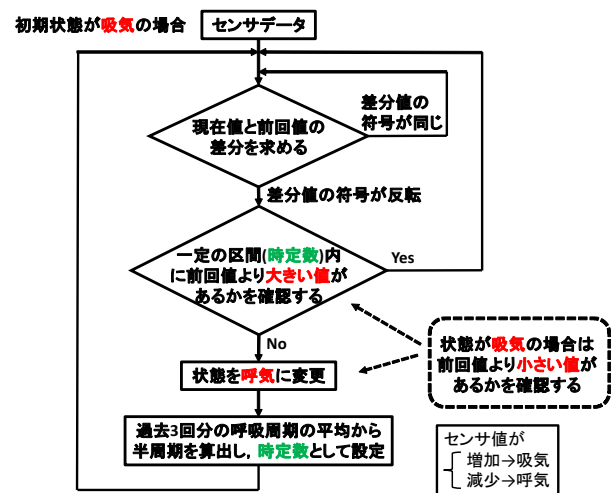 初期状態が吸気の場合
センサデータ
差分値の
符号が同じ
現在値と前回値の
差分を求める
差分値の符号が反転
一定の区間(時定数)内
に前回値より大きい値が
あるかを確認する
Yes
No
状態が吸気の場合は
前回値より小さい値が
あるかを確認する
状態を呼気に変更
過去3回分の呼吸周期の平均から
半周期を算出し，時定数として設定
センサ値が
増加→吸気
減少→呼気